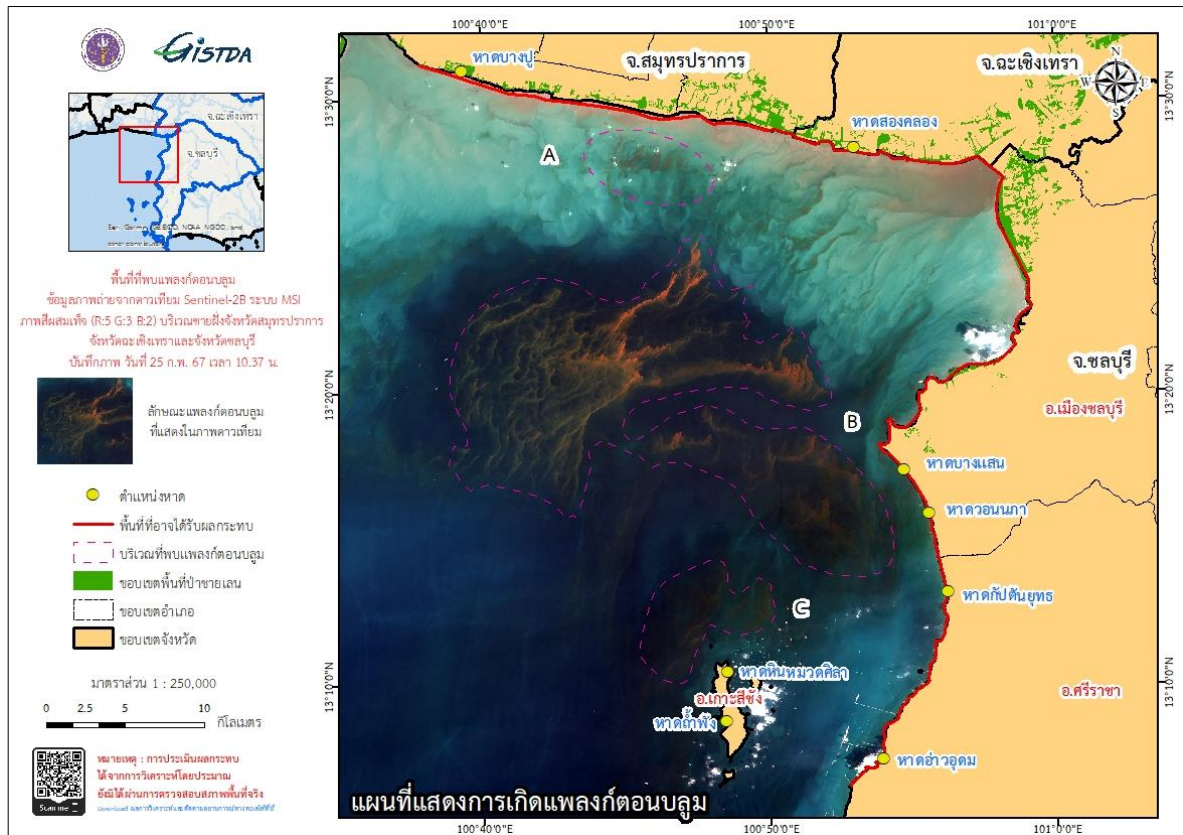 GISTDA
จ.ฉะเชิงเทรา
จ.ชลบุรี
พื้นที่ที่พบแพลงก์ตอนบลูม
ข้อมูลภาพถ่ายจากดาวเทียม Sentinel-2B ระบบ MSI
ภาพสีผสมเท็จ (R:5 G:3 B:2) บริเวณชายฝั่งจังหวัดสมุทรปราการ
จังหวัดฉะเชิงเทราและจังหวัดชลบุรี
บันทึกภาพ วันที่ 25 ก.พ. 67 เวลา 10.37 น.
ลักษณะแพลงก์ตอนบลูม
ที่แสดงในภาพดาวเทียม
ตำแหน่งหาด
พื้นที่ที่อาจได้รับผลกระทบ
บริเวณที่พบแพลงก์ตอนบลูม
ขอบเขตพื้นที่ป่าชายเลน
ขอบเขตอำเภอ
ขอบเขตจังหวัด
มาตราส่วน 1 : 250,000
0 2.5 5 10
กิโลเมตร
Scan me
หมายเหตุ : การประเมินผลกระทบ
ได้จากการวิเคราะห์โดยประมาณ
ยังมิได้ผ่านการตรวจสอบสภาพพื้นที่จริง
100°40'0"E 100°50'0"E 101°0'0"E
13°30'0"N
13°20'0"N
13°10'0"N
หาดบางปู
จ.สมุทรปราการ
จ.ฉะเชิงเทรา
N
W E
S
13°30'0"N
หาดสองคลอง
A
จ.ชลบุรี
13°20'0"N
อ.เมืองชลบุรี
B
หาดบางแสน
หาดวอนนภา
หาดกัปตันยุทธ
C
หาดหินหมวดศิลา
อ.เกาะสีชัง
อ.ศรีราชา
13°10'0"N
หาดถ้ำพัง
หาดอ่าวอุดม
แผนที่แสดงการเกิดแพลงก์ตอนบลูม
100°40'0"E 100°50'0"E 101°0'0"E